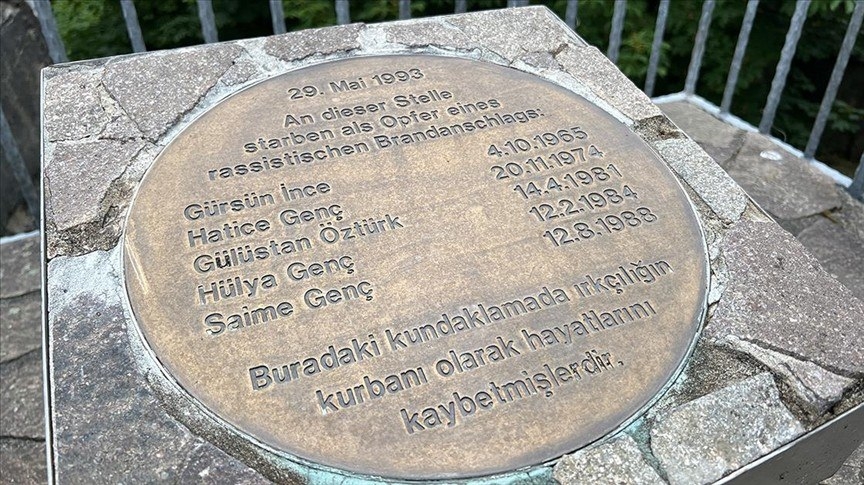 29. Mai 1993
An dieser Stelle
starben als Opfer eines
rassistischen Brandanschlags:
Gürsün İnce 4.10.1965
Hatice Genç 20.11.1974
Gülüstan Öztürk 14.4.1981
Hülya Genç 12.2.1984
Saime Genç 12.8.1988
Buradaki kundaklamada ırkçılığın
kurbanı olarak hayatlarını
kaybetmişlerdir.